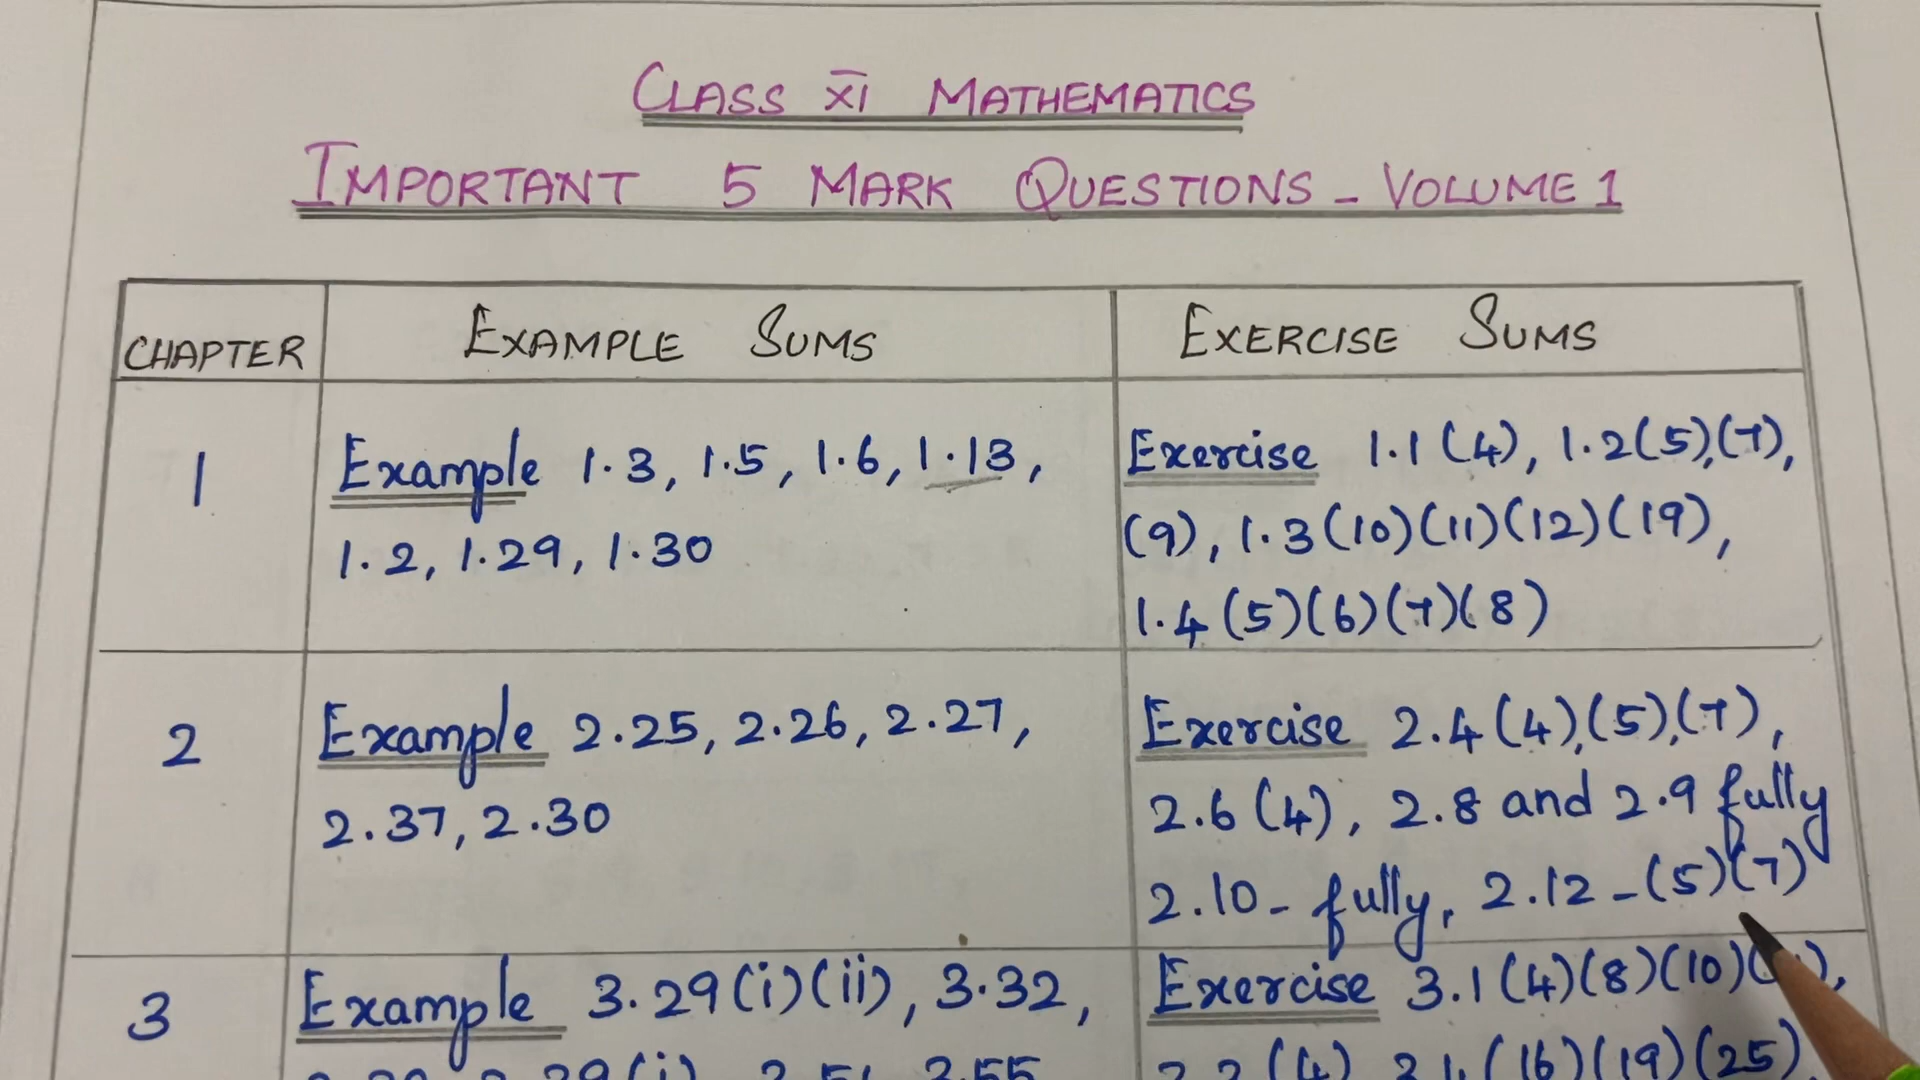 CLASS XI MATHEMATICS
IMPORTANT 5 MARK QUESTIONS - VOLUME 1
CHAPTER
EXAMPLE SUMS
EXERCISE SUMS
1
Example 1.3, 1.5, 1.6, 1.13,
1.2, 1.29, 1.30
Exercise 1.1 (4), 1.2(5),(7),
(9), 1.3 (10) (11) (12) (19),
1.4 (5) (6) (7) (8)
2
Example 2.25, 2.26, 2.27,
2.37, 2.30
Exercise 2.4 (4),(5),(7),
2.6 (4), 2.8 and 2.9 fully
2.10 - fully, 2.12 - (5) (7)
3
Example 3.29 (i) (ii), 3.32,
Exercise 3.1 (4) (8) (10)
(16) (19) (25)